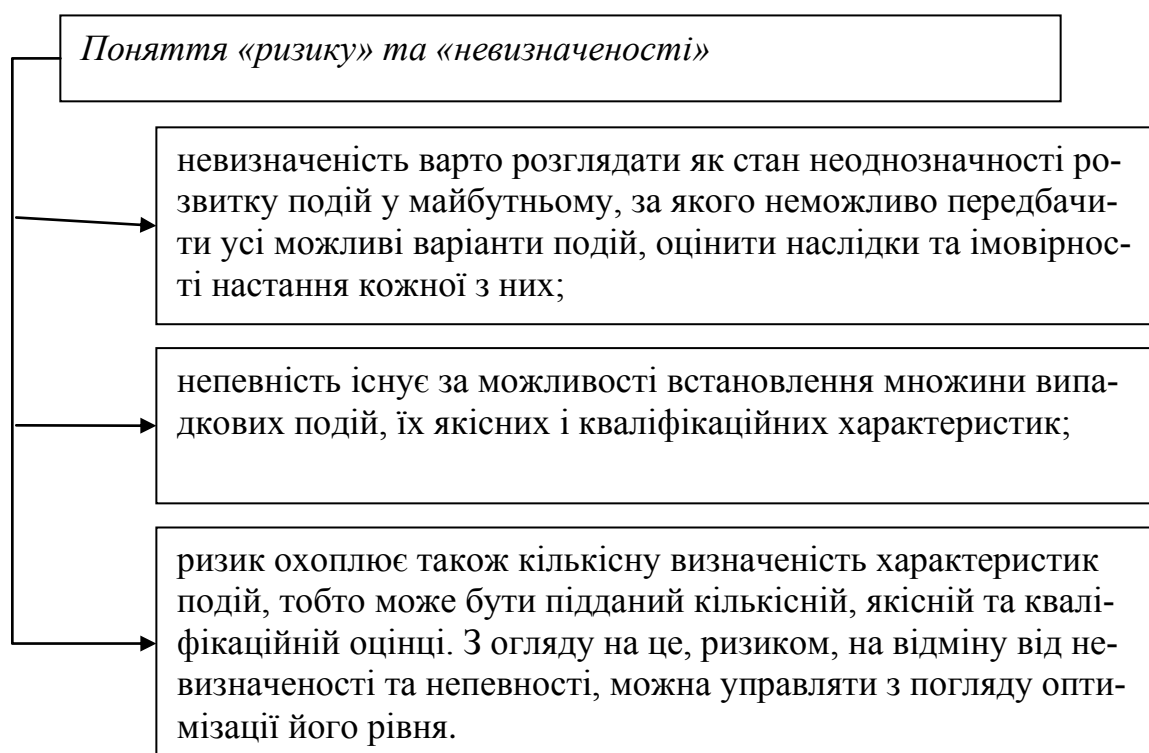 Поняття «ризику» та «невизначеності»
невизначеність варто розглядати як стан неоднозначності ро-
звитку подій у майбутньому, за якого неможливо передбачи-
ти усі можливі варіанти подій, оцінити наслідки та імовірнос-
ті настання кожної з них;
непевність існує за можливості встановлення множини випа-
дкових подій, їх якісних і кваліфікаційних характеристик;
ризик охоплює також кількісну визначеність характеристик
подій, тобто може бути підданий кількісній, якісній та квалі-
фікаційній оцінці. З огляду на це, ризиком, на відміну від не-
визначеності та непевності, можна управляти з погляду опти-
мізації його рівня.